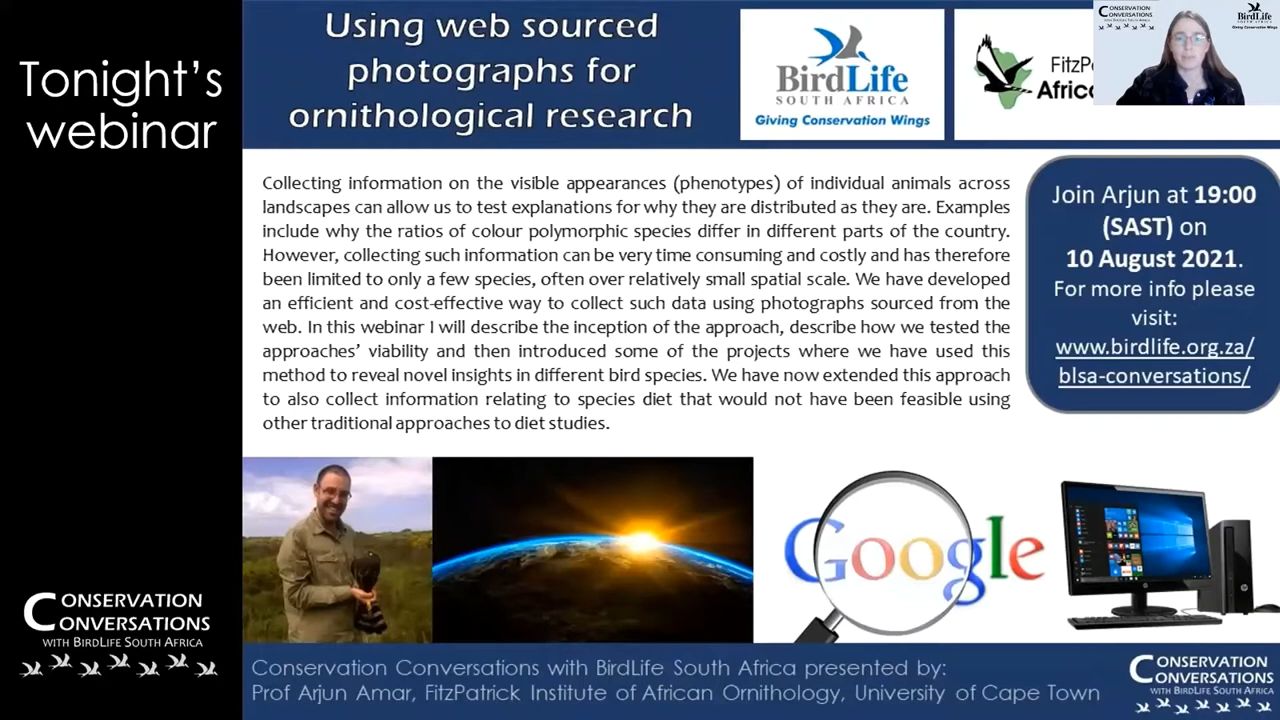 Tonight's
webinar
Using web sourced
photographs for
ornithological research
BirdLife
SOUTH AFRICA
Giving Conservation Wings
CONSERVATION
CONVERSATIONS
WITH BIRDLIFE SOUTH AFRICA
BirdLife
SOUTH AFRICA
Giving Conservation Wings
Collecting information on the visible appearances (phenotypes) of individual animals across
landscapes can allow us to test explanations for why they are distributed as they are. Examples
include why the ratios of colour polymorphic species differ in different parts of the country.
However, collecting such information can be very time consuming and costly and has therefore
been limited to only a few species, often over relatively small spatial scale. We have developed
an efficient and cost-effective way to collect such data using photographs sourced from the
web. In this webinar I will describe the inception of the approach, describe how we tested the
approaches' viability and then introduced some of the projects where we have used this
method to reveal novel insights in different bird species. We have now extended this approach
to also collect information relating to species diet that would not have been feasible using
other traditional approaches to diet studies.
Join Arjun at 19:00
(SAST) on
10 August 2021.
For more info please
visit:
www.birdlife.org.za/
blsa-conversations/
Google
CONSERVATION
CONVERSATIONS
WITH BIRDLIFE SOUTH AFRICA
Conservation Conversations with BirdLife South Africa presented by:
Prof Arjun Amar, FitzPatrick Institute of African Ornithology, University of Cape Town
CONSERVATION
CONVERSATIONS
WITH BIRDLIFE SOUTH AFRICA